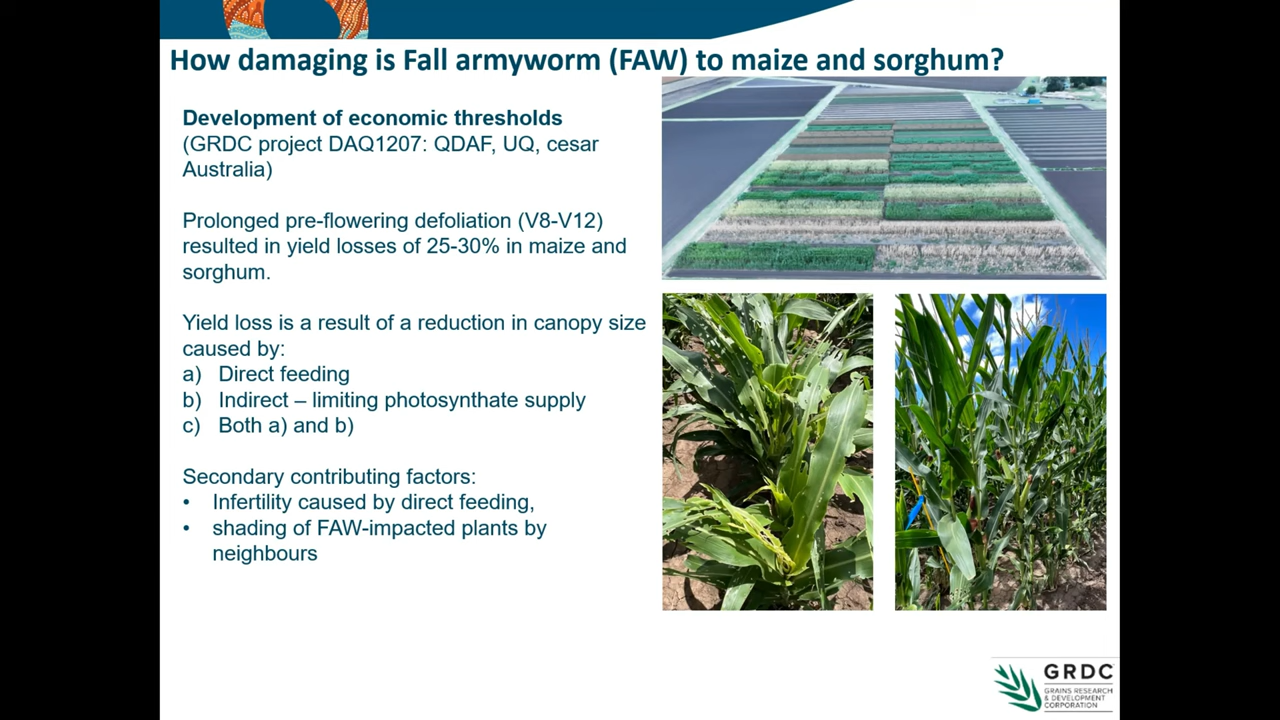 How damaging is Fall armyworm (FAW) to maize and sorghum?
Development of economic thresholds
(GRDC project DAQ1207: QDAF, UQ, cesar
Australia)
Prolonged pre-flowering defoliation (V8-V12)
resulted in yield losses of 25-30% in maize and
sorghum.
Yield loss is a result of a reduction in canopy size
caused by:
a) Direct feeding
b) Indirect – limiting photosynthate supply
c) Both a) and b)
Secondary contributing factors:
• Infertility caused by direct feeding,
• shading of FAW-impacted plants by
neighbours
GRDC
GRAINS RESEARCH
& DEVELOPMENT
CORPORATION